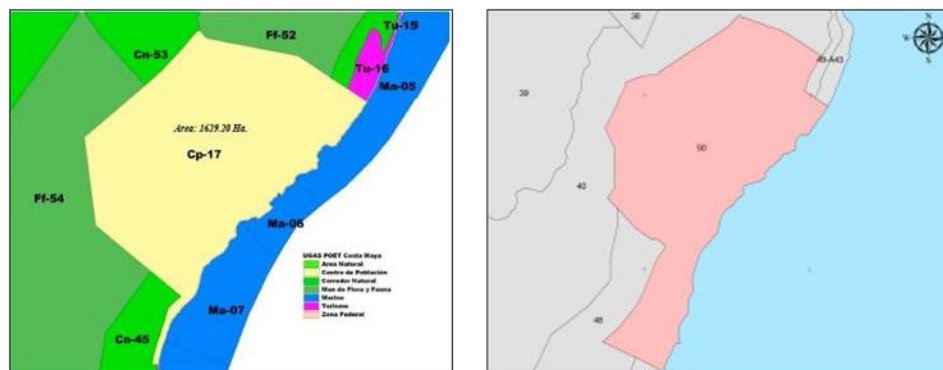 Ff-52
Tu-15
Cn-53
Tu-16
Ma-05
Area: 1629.20 Ha.
Cp-17
Ff-54
Ma-06
UGAS POET Costa Maya
Area Natural
Centro de Población
Corredor Natural
Man de Flora y Fauna
Marino
Turismo
Zona Federal
Ma-07
Cn-45
38
N
W
E
S
39
50
40
48